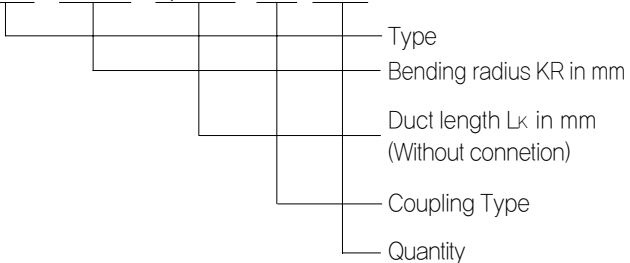 Type
Bending radius KR in mm
Duct length LK in mm
(Without connetion)
Coupling Type
Quantity